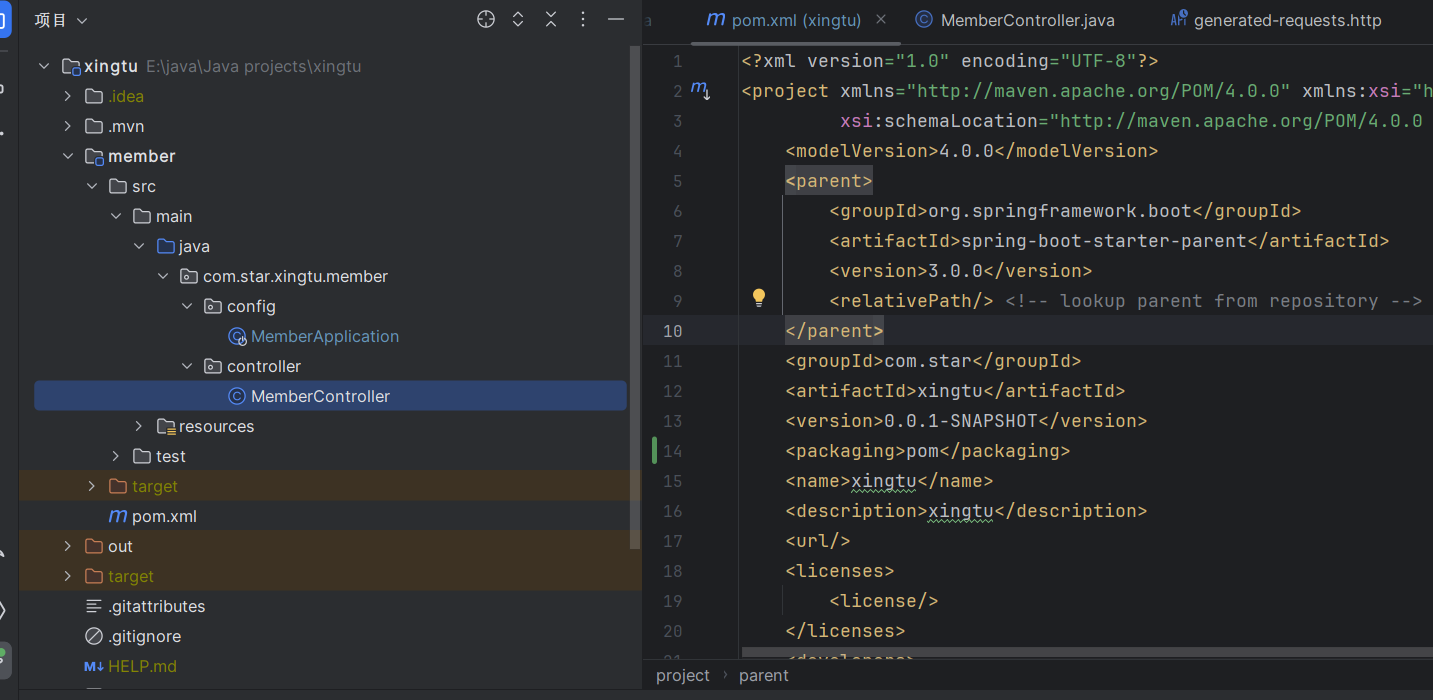 项目
xingtu E:\java\Java projects\xingtu
.idea
.mvn
member
src
main
java
com.star.xingtu.member
config
MemberApplication
controller
MemberController
resources
test
target
pom.xml
out
target
.gitattributes
.gitignore
HELP.md
pom.xml (xingtu)
MemberController.java
generated-requests.http
1 <?xml version="1.0" encoding="UTF-8"?>
2 <project xmlns="http://maven.apache.org/POM/4.0.0" xmlns:xsi="h
3 xsi:schemaLocation="http://maven.apache.org/POM/4.0.0
4 <modelVersion>4.0.0</modelVersion>
5 <parent>
6 <groupId>org.springframework.boot</groupId>
7 <artifactId>spring-boot-starter-parent</artifactId>
8 <version>3.0.0</version>
9 <relativePath/> <!-- lookup parent from repository -->
10 </parent>
11 <groupId>com.star</groupId>
12 <artifactId>xingtu</artifactId>
13 <version>0.0.1-SNAPSHOT</version>
14 <packaging>pom</packaging>
15 <name>xingtu</name>
16 <description>xingtu</description>
17 <url/>
18 <licenses>
19 <license/>
20 </licenses>
project › parent